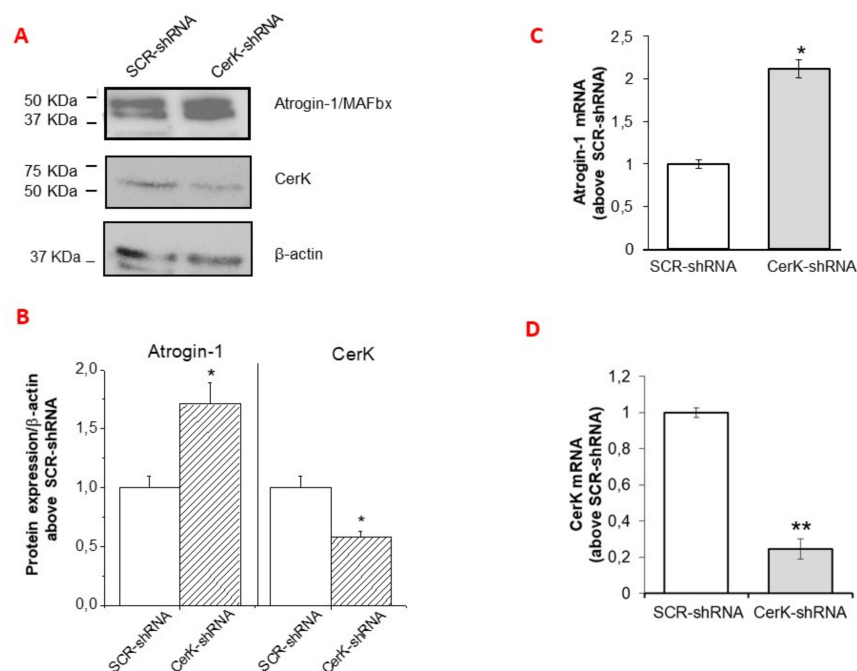 A
SCR-shRNA
CerK-shRNA
50 KDa
37 KDa
Atrogin-1/MAFbx
75 KDa
50 KDa
CerK
37 KDa
β-actin
B
Atrogin-1
CerK
Protein expression/β-actin
above SCR-shRNA
2,0
1,5
1,0
0,5
0,0
*
*
SCR-shRNA
CerK-shRNA
SCR-shRNA
CerK-shRNA
C
Atrogin-1 mRNA
(above SCR-shRNA)
2,5
2
1,5
1
0,5
0
*
SCR-shRNA
CerK-shRNA
D
CerK mRNA
(above SCR-shRNA)
1,2
1
0,8
0,6
0,4
0,2
0
**
SCR-shRNA
CerK-shRNA